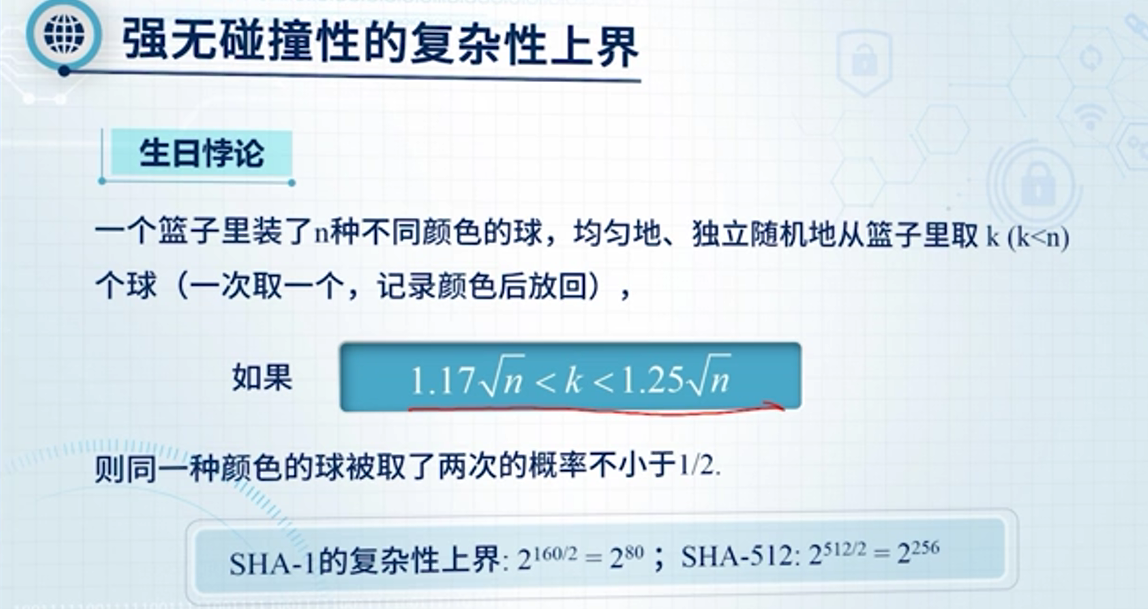 强无碰撞性的复杂性上界
生日悖论
一个篮子里装了n种不同颜色的球，均匀地、独立随机地从篮子里取 k (k<n)
个球（一次取一个，记录颜色后放回），
如果 1.17√n < k < 1.25√n
则同一种颜色的球被取了两次的概率不小于1/2.
SHA-1的复杂性上界: 2^{160/2} = 2^{80} ；SHA-512: 2^{512/2} = 2^{256}